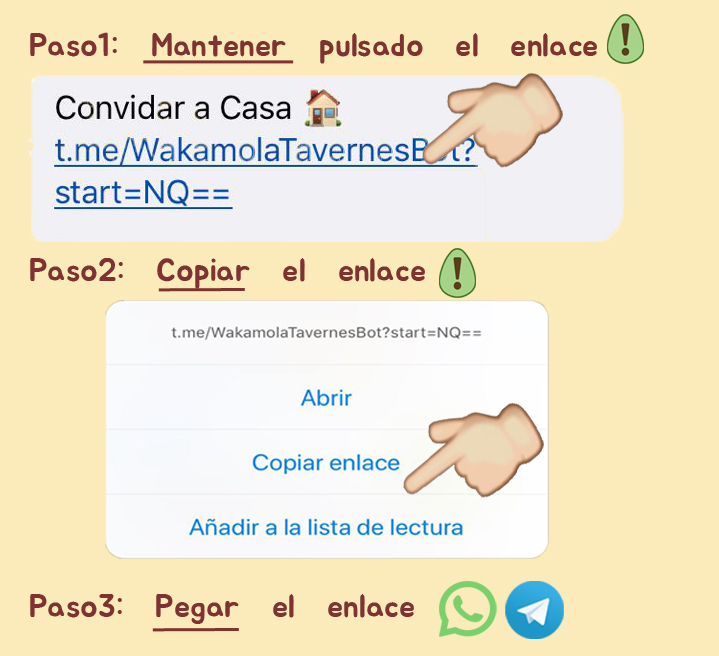 Paso1: Mantener pulsado el enlace !
Convidar a Casa
t.me/WakamolaTavernesBot?
start=NQ==
Paso2: Copiar el enlace !
t.me/WakamolaTavernesBot?start=NQ==
Abrir
Copiar enlace
Añadir a la lista de lectura
Paso3: Pegar el enlace